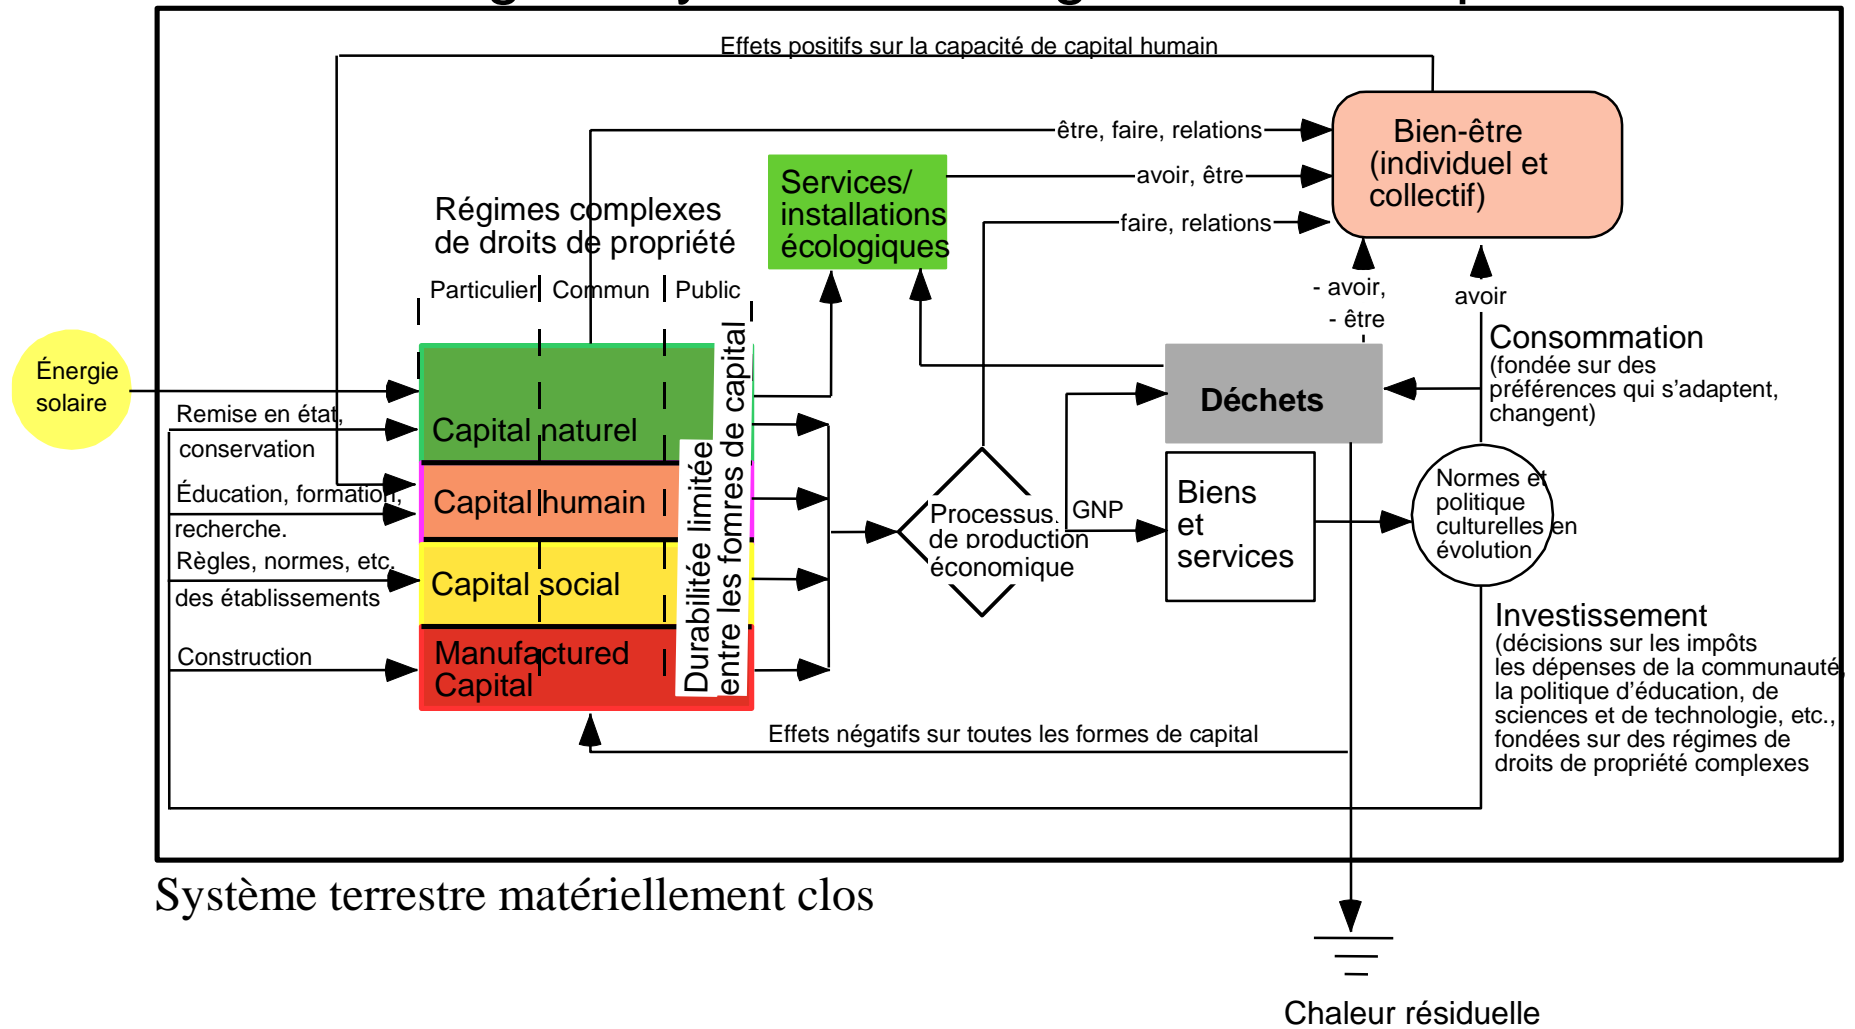 Effets positifs sur la capacité de capital humain
être, faire, relations
Bien-être
(individuel et
collectif)
Services/
installations
écologiques
avoir, être
faire, relations
Régimes complexes
de droits de propriété
Particulier
Commun
Public
- avoir,
- être
avoir
Énergie
solaire
Consommation
(fondée sur des
préférences qui s'adaptent,
changent)
Déchets
Remise en état,
conservation
Capital naturel
Durabilitée limitée
entre les fomres de capital
Éducation, formation,
recherche.
Capital humain
Règles, normes, etc.
des établissements
Capital social
Construction
Manufactured
Capital
Processus.
de production
économique
GNP
Biens
et
services
Normes et
politique
culturelles en
évolution
Investissement
(décisions sur les impôts
les dépenses de la communauté,
la politique d'éducation, de
sciences et de technologie, etc.,
fondées sur des régimes de
droits de propriété complexes
Effets négatifs sur toutes les formes de capital
Système terrestre matériellement clos
Chaleur résiduelle